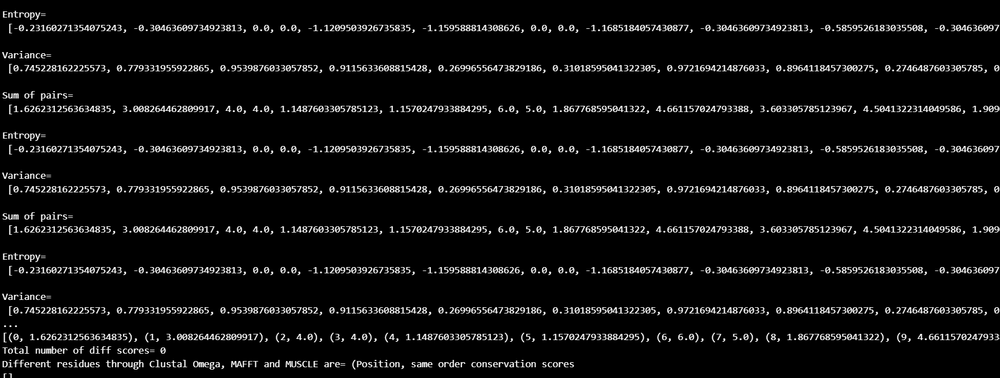 Entropy=
[-0.23160271354075243, -0.30463609734923813, 0.0, 0.0, -1.1209503926735835, -1.159588814308626, 0.0, 0.0, -1.1685184057430877, -0.30463609734923813, -0.5859526183035508, -0.304636097
Variance=
[0.745228162225573, 0.779331955922865, 0.9539876033057852, 0.9115633608815428, 0.26996556473829186, 0.31018595041322305, 0.9721694214876033, 0.8964118457300275, 0.2746487603305785, 0
Sum of pairs=
[1.6262312563634835, 3.008264462809917, 4.0, 4.0, 1.1487603305785123, 1.1570247933884295, 6.0, 5.0, 1.867768595041322, 4.661157024793388, 3.603305785123967, 4.5041322314049586, 1.909
Entropy=
[-0.23160271354075243, -0.30463609734923813, 0.0, 0.0, -1.1209503926735835, -1.159588814308626, 0.0, 0.0, -1.1685184057430877, -0.30463609734923813, -0.5859526183035508, -0.304636097
Variance=
[0.745228162225573, 0.779331955922865, 0.9539876033057852, 0.9115633608815428, 0.26996556473829186, 0.31018595041322305, 0.9721694214876033, 0.8964118457300275, 0.2746487603305785, 0
Sum of pairs=
[1.6262312563634835, 3.008264462809917, 4.0, 4.0, 1.1487603305785123, 1.1570247933884295, 6.0, 5.0, 1.867768595041322, 4.661157024793388, 3.603305785123967, 4.5041322314049586, 1.909
Entropy=
[-0.23160271354075243, -0.30463609734923813, 0.0, 0.0, -1.1209503926735835, -1.159588814308626, 0.0, 0.0, -1.1685184057430877, -0.30463609734923813, -0.5859526183035508, -0.304636097
Variance=
[0.745228162225573, 0.779331955922865, 0.9539876033057852, 0.9115633608815428, 0.26996556473829186, 0.31018595041322305, 0.9721694214876033, 0.8964118457300275, 0.2746487603305785, 0
...
[(0, 1.6262312563634835), (1, 3.008264462809917), (2, 4.0), (3, 4.0), (4, 1.1487603305785123), (5, 1.1570247933884295), (6, 6.0), (7, 5.0), (8, 1.867768595041322), (9, 4.6611570247933
Total number of diff scores= 0
Different residues through Clustal Omega, MAFFT and MUSCLE are= (Position, same order conservation scores
[]